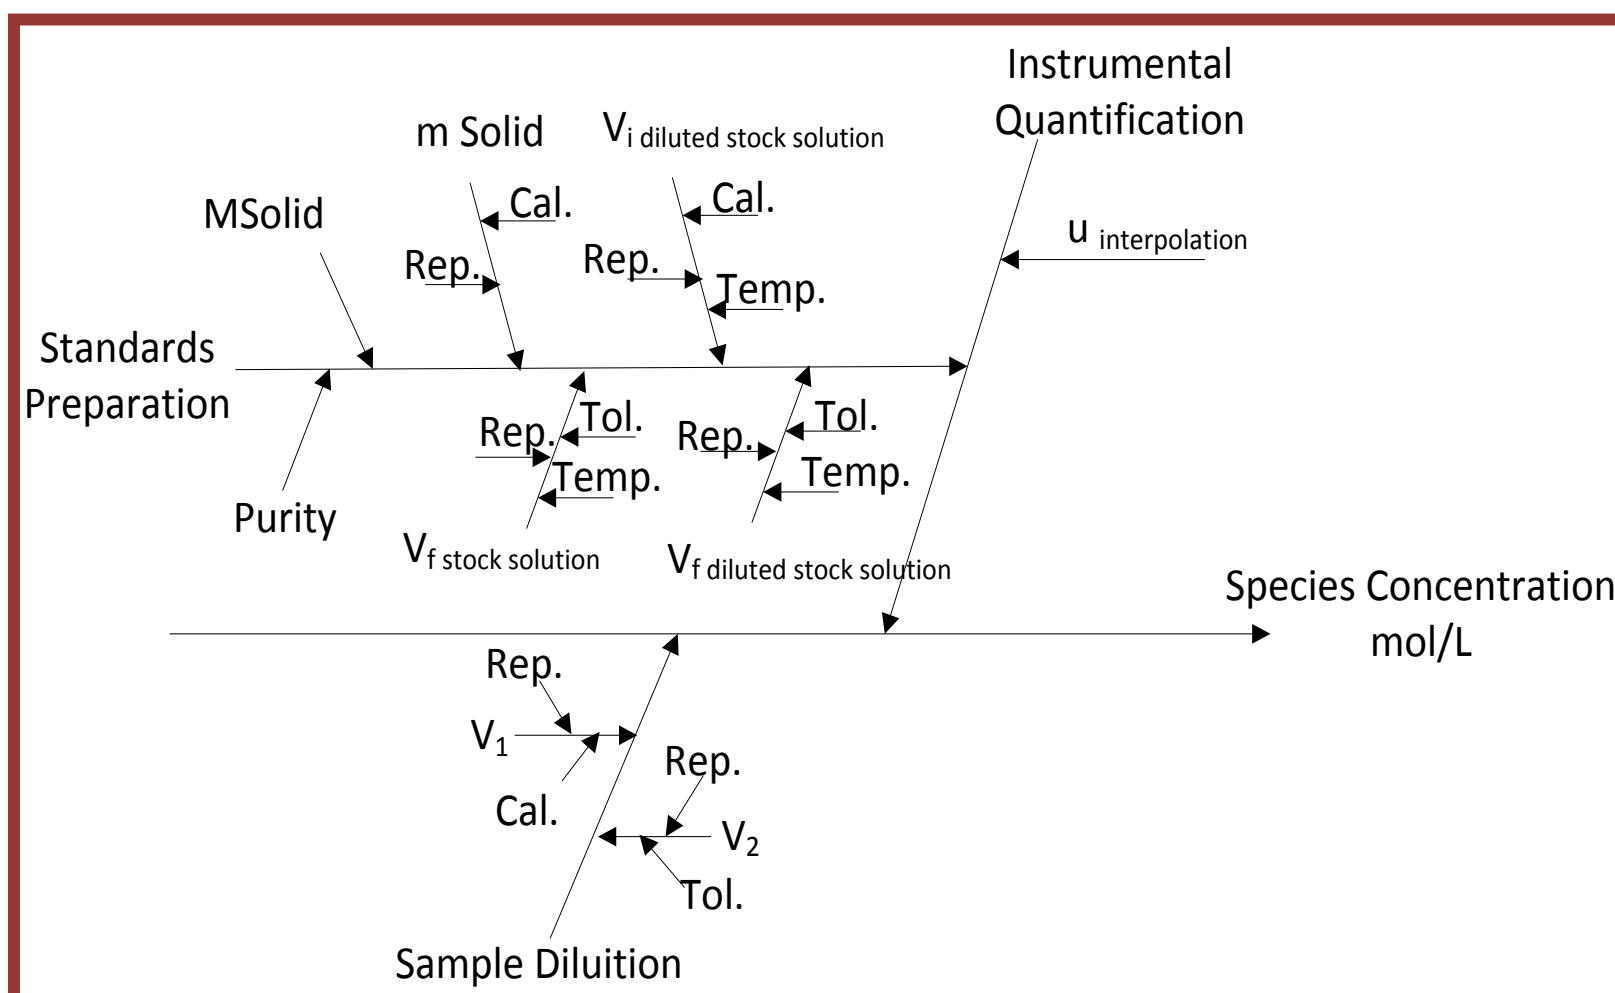 Instrumental
Quantification
m Solid
Vi diluted stock solution
MSolid
Cal.
Cal.
u interpolation
Rep.
Rep.
Temp.
Standards
Preparation
Rep.
Tol.
Rep.
Tol.
Temp.
Temp.
Purity
Vf stock solution
Vf diluted stock solution
Species Concentration
mol/L
Rep.
V1
Rep.
Cal.
V2
Tol.
Sample Diluition